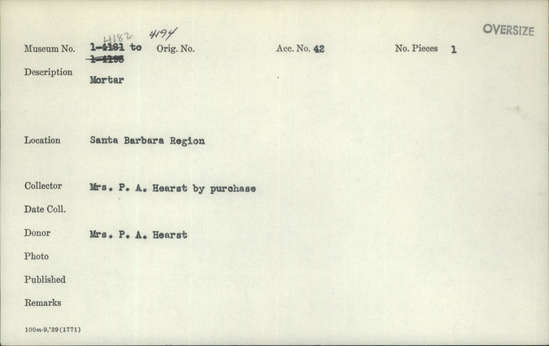 OVERSIZE
4182 4194
Museum No. 1-4181 to Orig. No. Acc. No. 42 No. Pieces 1
1-4195
Description Mortar
Location Santa Barbara Region
Collector Mrs. P. A. Hearst by purchase
Date Coll.
Donor Mrs. P. A. Hearst
Photo
Published
Remarks
100m-9,'39(1771)